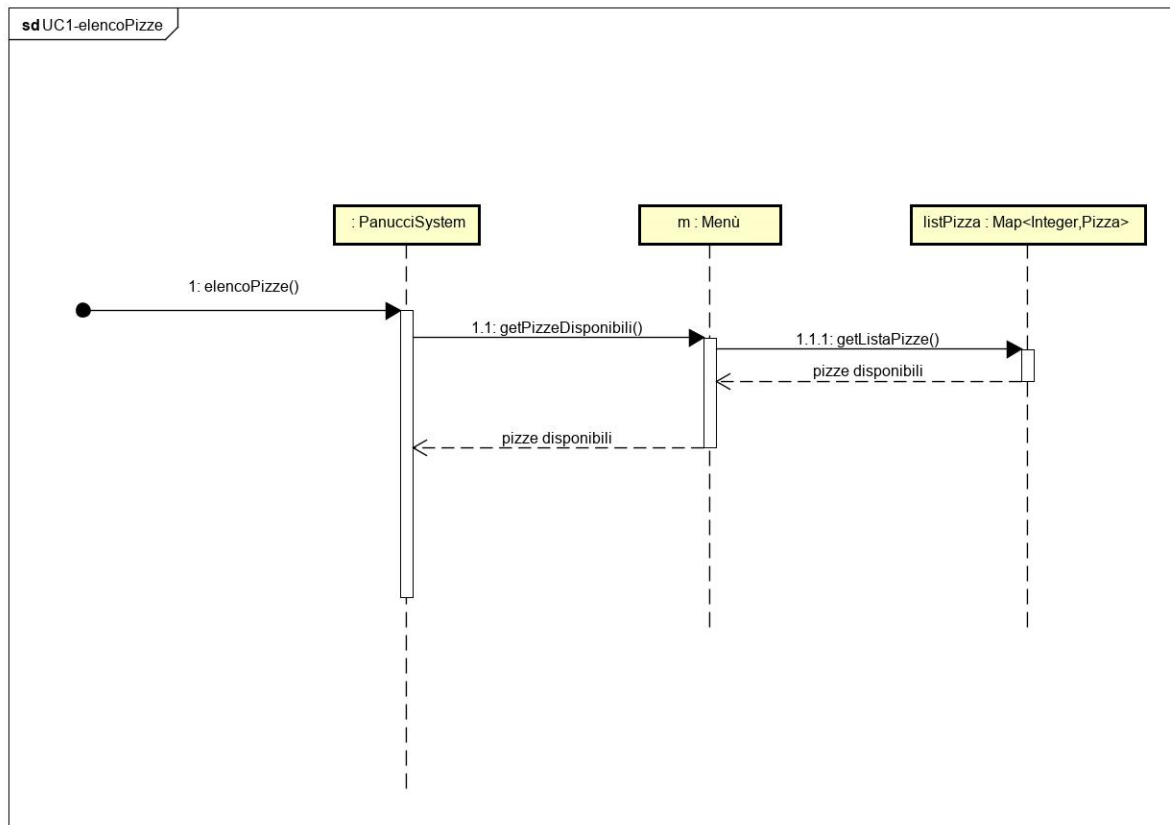 sd UC1-elencoPizze
: PanucciSystem
m : Menù
listPizza : Map<Integer,Pizza>
1: elencoPizze()
1.1: getPizzeDisponibili()
1.1.1: getListaPizze()
pizze disponibili
pizze disponibili